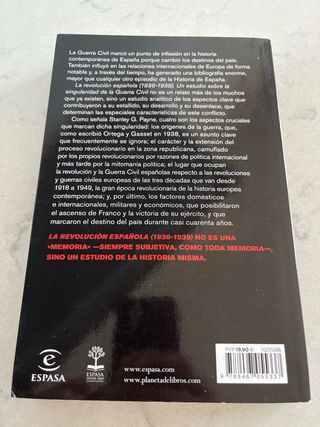 La Guerra Civil marcó un punto de inflexión en la historia
contemporánea de España porque cambió los destinos del país.
También influyó en las relaciones internacionales de Europa de forma
notable y, a través del tiempo, ha generado una bibliografía enorme,
mayor que cualquier otro episodio de la Historia de España.
La revolución española (1936-1939). Un estudio sobre la
singularidad de la Guerra Civil no es un relato más de los muchos
que ya existen, sino un estudio analítico de los aspectos clave que
contribuyeron a su estallido, su desarrollo y su desenlace, y que
determinan las especiales características de este conflicto.
Como señala Stanley G. Payne, cuatro son los aspectos cruciales
que marcan dicha singularidad: los orígenes de la guerra, que,
como escribió Ortega y Gasset en 1938, es un asunto clave que
frecuentemente se ignora; el carácter y la extensión del
proceso revolucionario en la zona republicana, camuflado
por los propios revolucionarios por razones de política internacional
y más tarde por la mitomanía política; el lugar que ocupan
la revolución y la Guerra Civil españolas respecto a las revoluciones
y guerras civiles europeas de las tres décadas que van desde
1918 a 1949, la gran época revolucionaria de la historia europea
contemporánea; y, por último, los factores domésticos
e internacionales, militares y económicos, que posibilitaron
el ascenso de Franco y la victoria de su ejército, y que
marcaron el destino del país durante casi cuarenta años.
LA REVOLUCIÓN ESPAÑOLA (1936-1939) NO ES UNA
«MEMORIA» —SIEMPRE SUBJETIVA, COMO TODA MEMORIA—,
SINO UN ESTUDIO DE LA HISTORIA MISMA.
PVP 19,90 € 10235286
ESPASA
ESPASA
DESDE 1860
www.espasa.com
www.planetadelibros.com
9 788467 055337